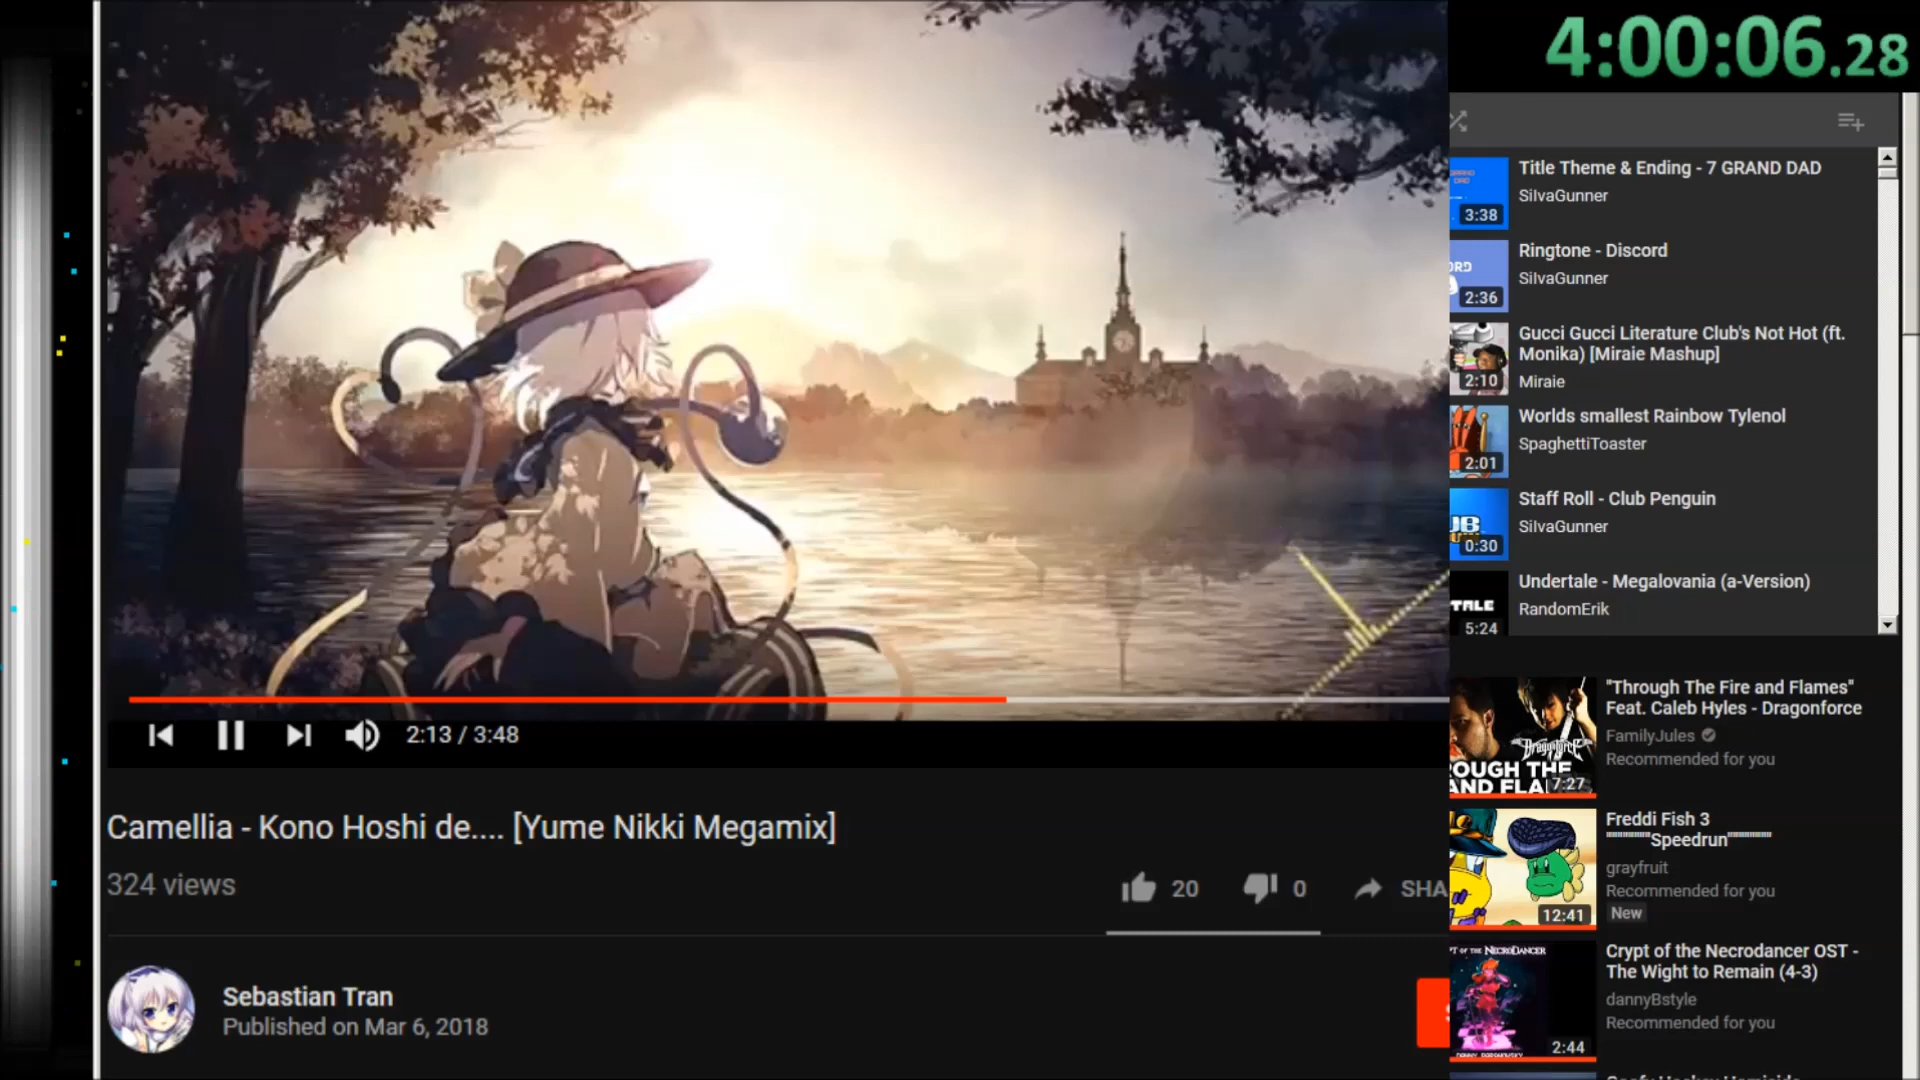 4:00:06.28
Title Theme & Ending - 7 GRAND DAD
SilvaGunner
3:38
Ringtone - Discord
SilvaGunner
2:36
Gucci Gucci Literature Club's Not Hot (ft.
Monika) [Miraie Mashup]
Miraie
2:10
Worlds smallest Rainbow Tylenol
SpaghettiToaster
2:01
Staff Roll - Club Penguin
SilvaGunner
0:30
Undertale - Megalovania (a-Version)
RandomErik
5:24
"Through The Fire and Flames"
Feat. Caleb Hyles - Dragonforce
FamilyJules
Recommended for you
DragonForce
OUGH THE
7:27
Freddi Fish 3
"""""""Speedrun"""""""
grayfruit
Recommended for you
New
12:41
Crypt of the Necrodancer OST -
The Wight to Remain (4-3)
dannyBstyle
Recommended for you
2:44
2:13 / 3:48
Camellia - Kono Hoshi de.... [Yume Nikki Megamix]
324 views
20
0
SHA
Sebastian Tran
Published on Mar 6, 2018